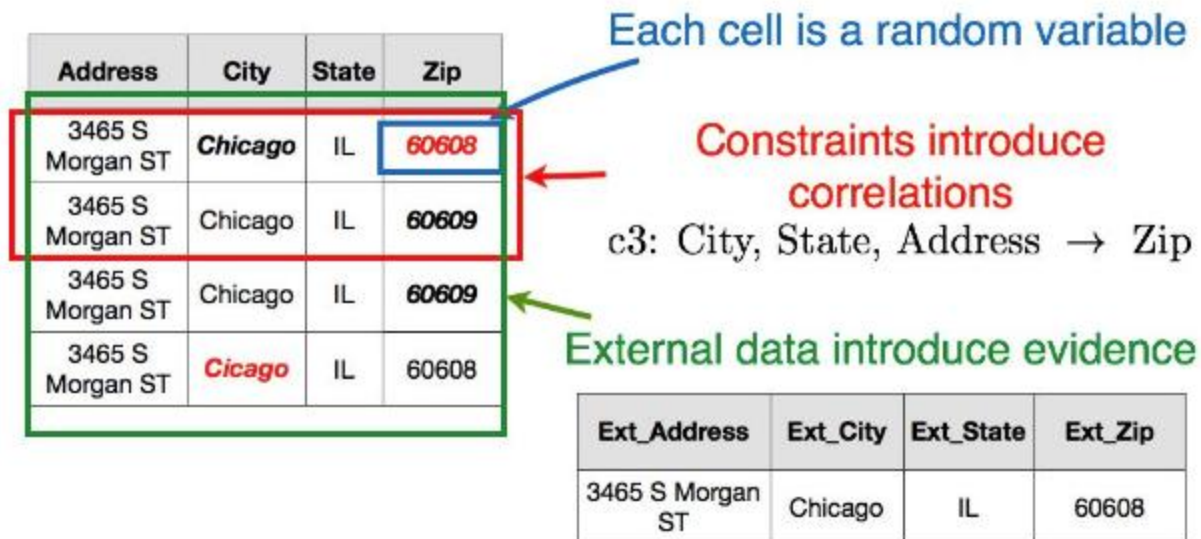 Each cell is a random variable
Address City State Zip
3465 S
Morgan ST Chicago IL 60608
3465 S
Morgan ST Chicago IL 60609
3465 S
Morgan ST Chicago IL 60609
3465 S
Morgan ST Cicago IL 60608
Constraints introduce
correlations
c3: City, State, Address → Zip
External data introduce evidence
Ext_Address Ext_City Ext_State Ext_Zip
3465 S Morgan
ST Chicago IL 60608